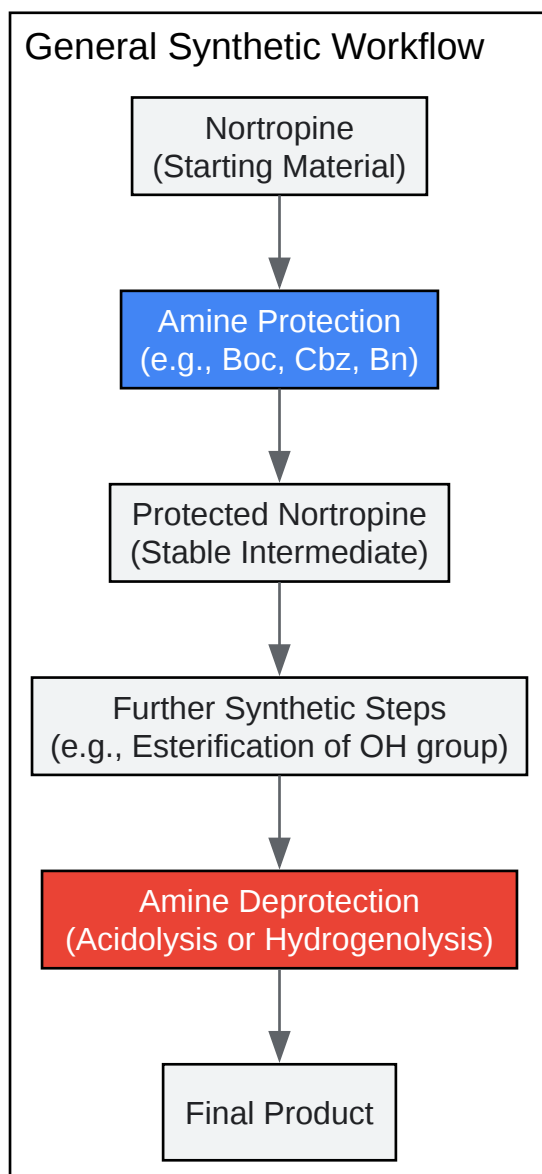 General Synthetic Workflow
Nortropine
(Starting Material)
Amine Protection
(e.g., Boc, Cbz, Bn)
Protected Nortropine
(Stable Intermediate)
Further Synthetic Steps
(e.g., Esterification of OH group)
Amine Deprotection
(Acidolysis or Hydrogenolysis)
Final Product